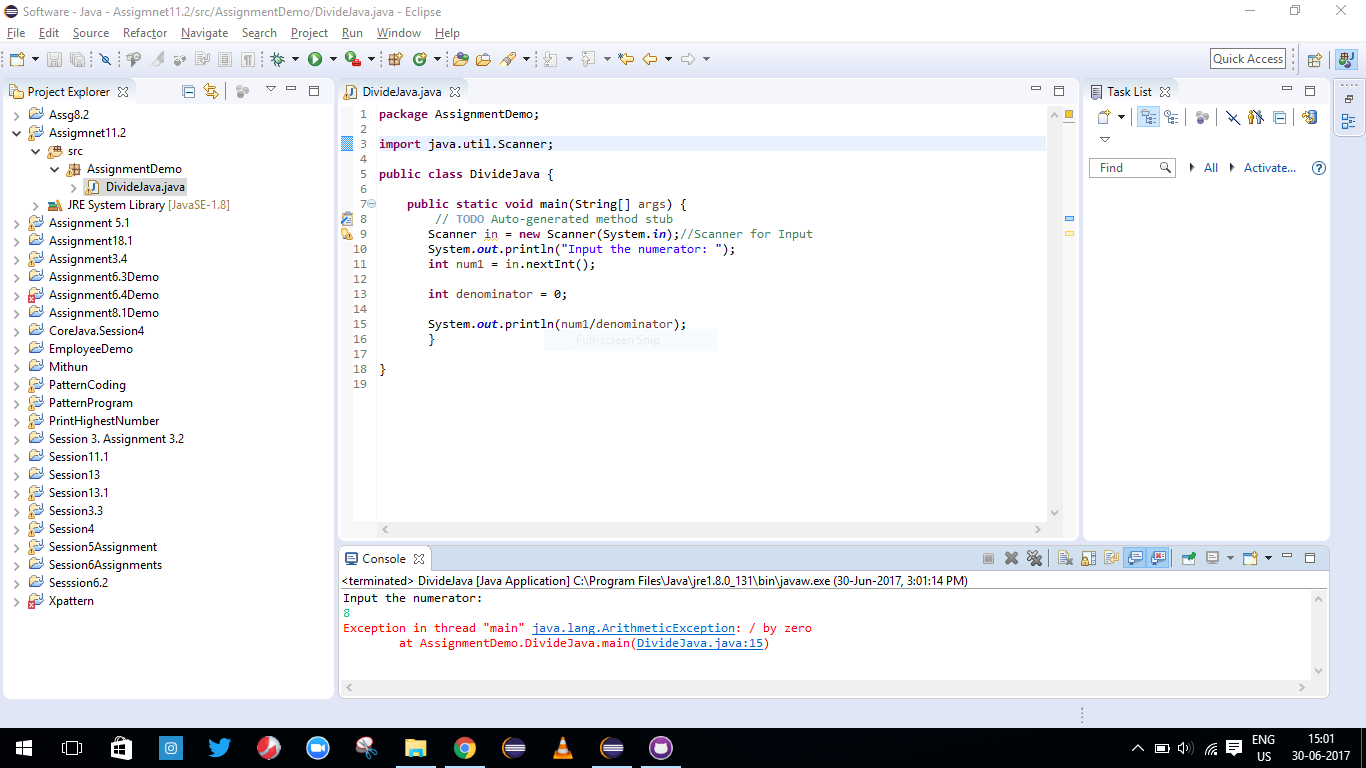 Software - Java - Assigmnet11.2/src/AssignmentDemo/DivideJava.java - Eclipse
File Edit Source Refactor Navigate Search Project Run Window Help
Quick Access
Project Explorer
Assg8.2
Assigmnet11.2
src
AssignmentDemo
DivideJava.java
JRE System Library [JavaSE-1.8]
Assignment 5.1
Assignment18.1
Assignment3.4
Assignment6.3Demo
Assignment6.4Demo
Assignment8.1Demo
CoreJava.Session4
EmployeeDemo
Mithun
PatternCoding
PatternProgram
PrintHighestNumber
Session 3. Assignment 3.2
Session11.1
Session13
Session13.1
Session3.3
Session4
Session5Assignment
Session6Assignments
Sesssion6.2
Xpattern
DivideJava.java
1 package AssignmentDemo;
2
3 import java.util.Scanner;
4
5 public class DivideJava {
6
7 public static void main(String[] args) {
8 // TODO Auto-generated method stub
9 Scanner in = new Scanner(System.in);//Scanner for Input
10 System.out.println("Input the numerator: ");
11 int num1 = in.nextInt();
12
13 int denominator = 0;
14
15 System.out.println(num1/denominator);
16 }
Full-screen Snip
17
18 }
19
Task List
Find All Activate...
Console
<terminated> DivideJava [Java Application] C:\Program Files\Java\jre1.8.0_131\bin\javaw.exe (30-Jun-2017, 3:01:14 PM)
Input the numerator:
8
Exception in thread "main" java.lang.ArithmeticException: / by zero
at AssignmentDemo.DivideJava.main(DivideJava.java:15)
ENG
US
15:01
30-06-2017